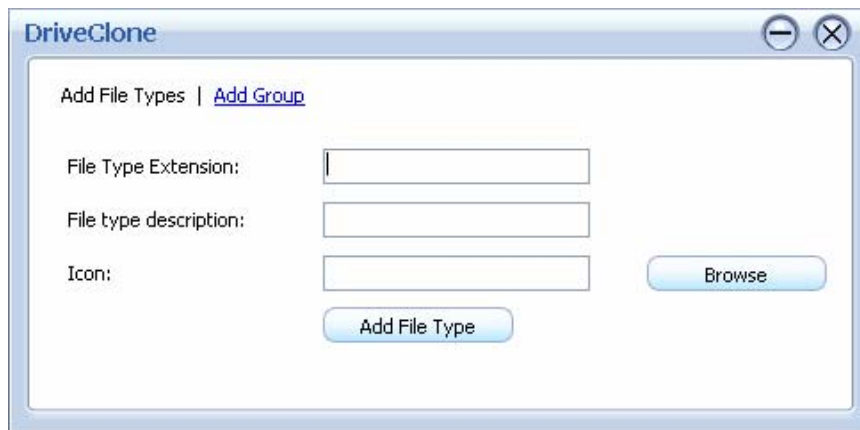 DriveClone
Add File Types | Add Group
File Type Extension:
File type description:
Icon:
Browse
Add File Type